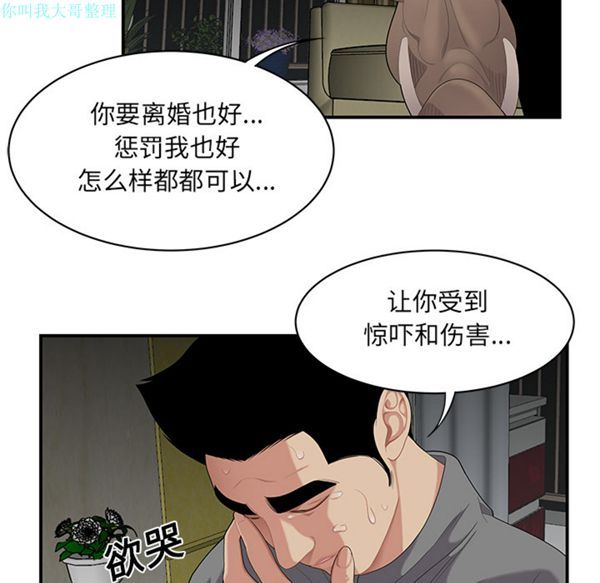 你叫我大哥整理
你要离婚也好...
惩罚我也好
怎么样都都可以...
让你受到
惊吓和伤害...
欲哭